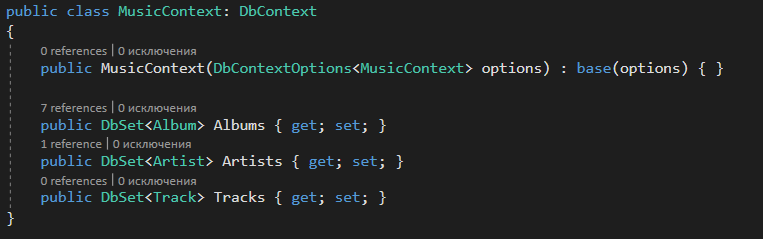 public class MusicContext: DbContext
{
0 references | 0 исключения
public MusicContext(DbContextOptions<MusicContext> options) : base(options) { }
7 references | 0 исключения
public DbSet<Album> Albums { get; set; }
1 reference | 0 исключения
public DbSet<Artist> Artists { get; set; }
0 references | 0 исключения
public DbSet<Track> Tracks { get; set; }
}